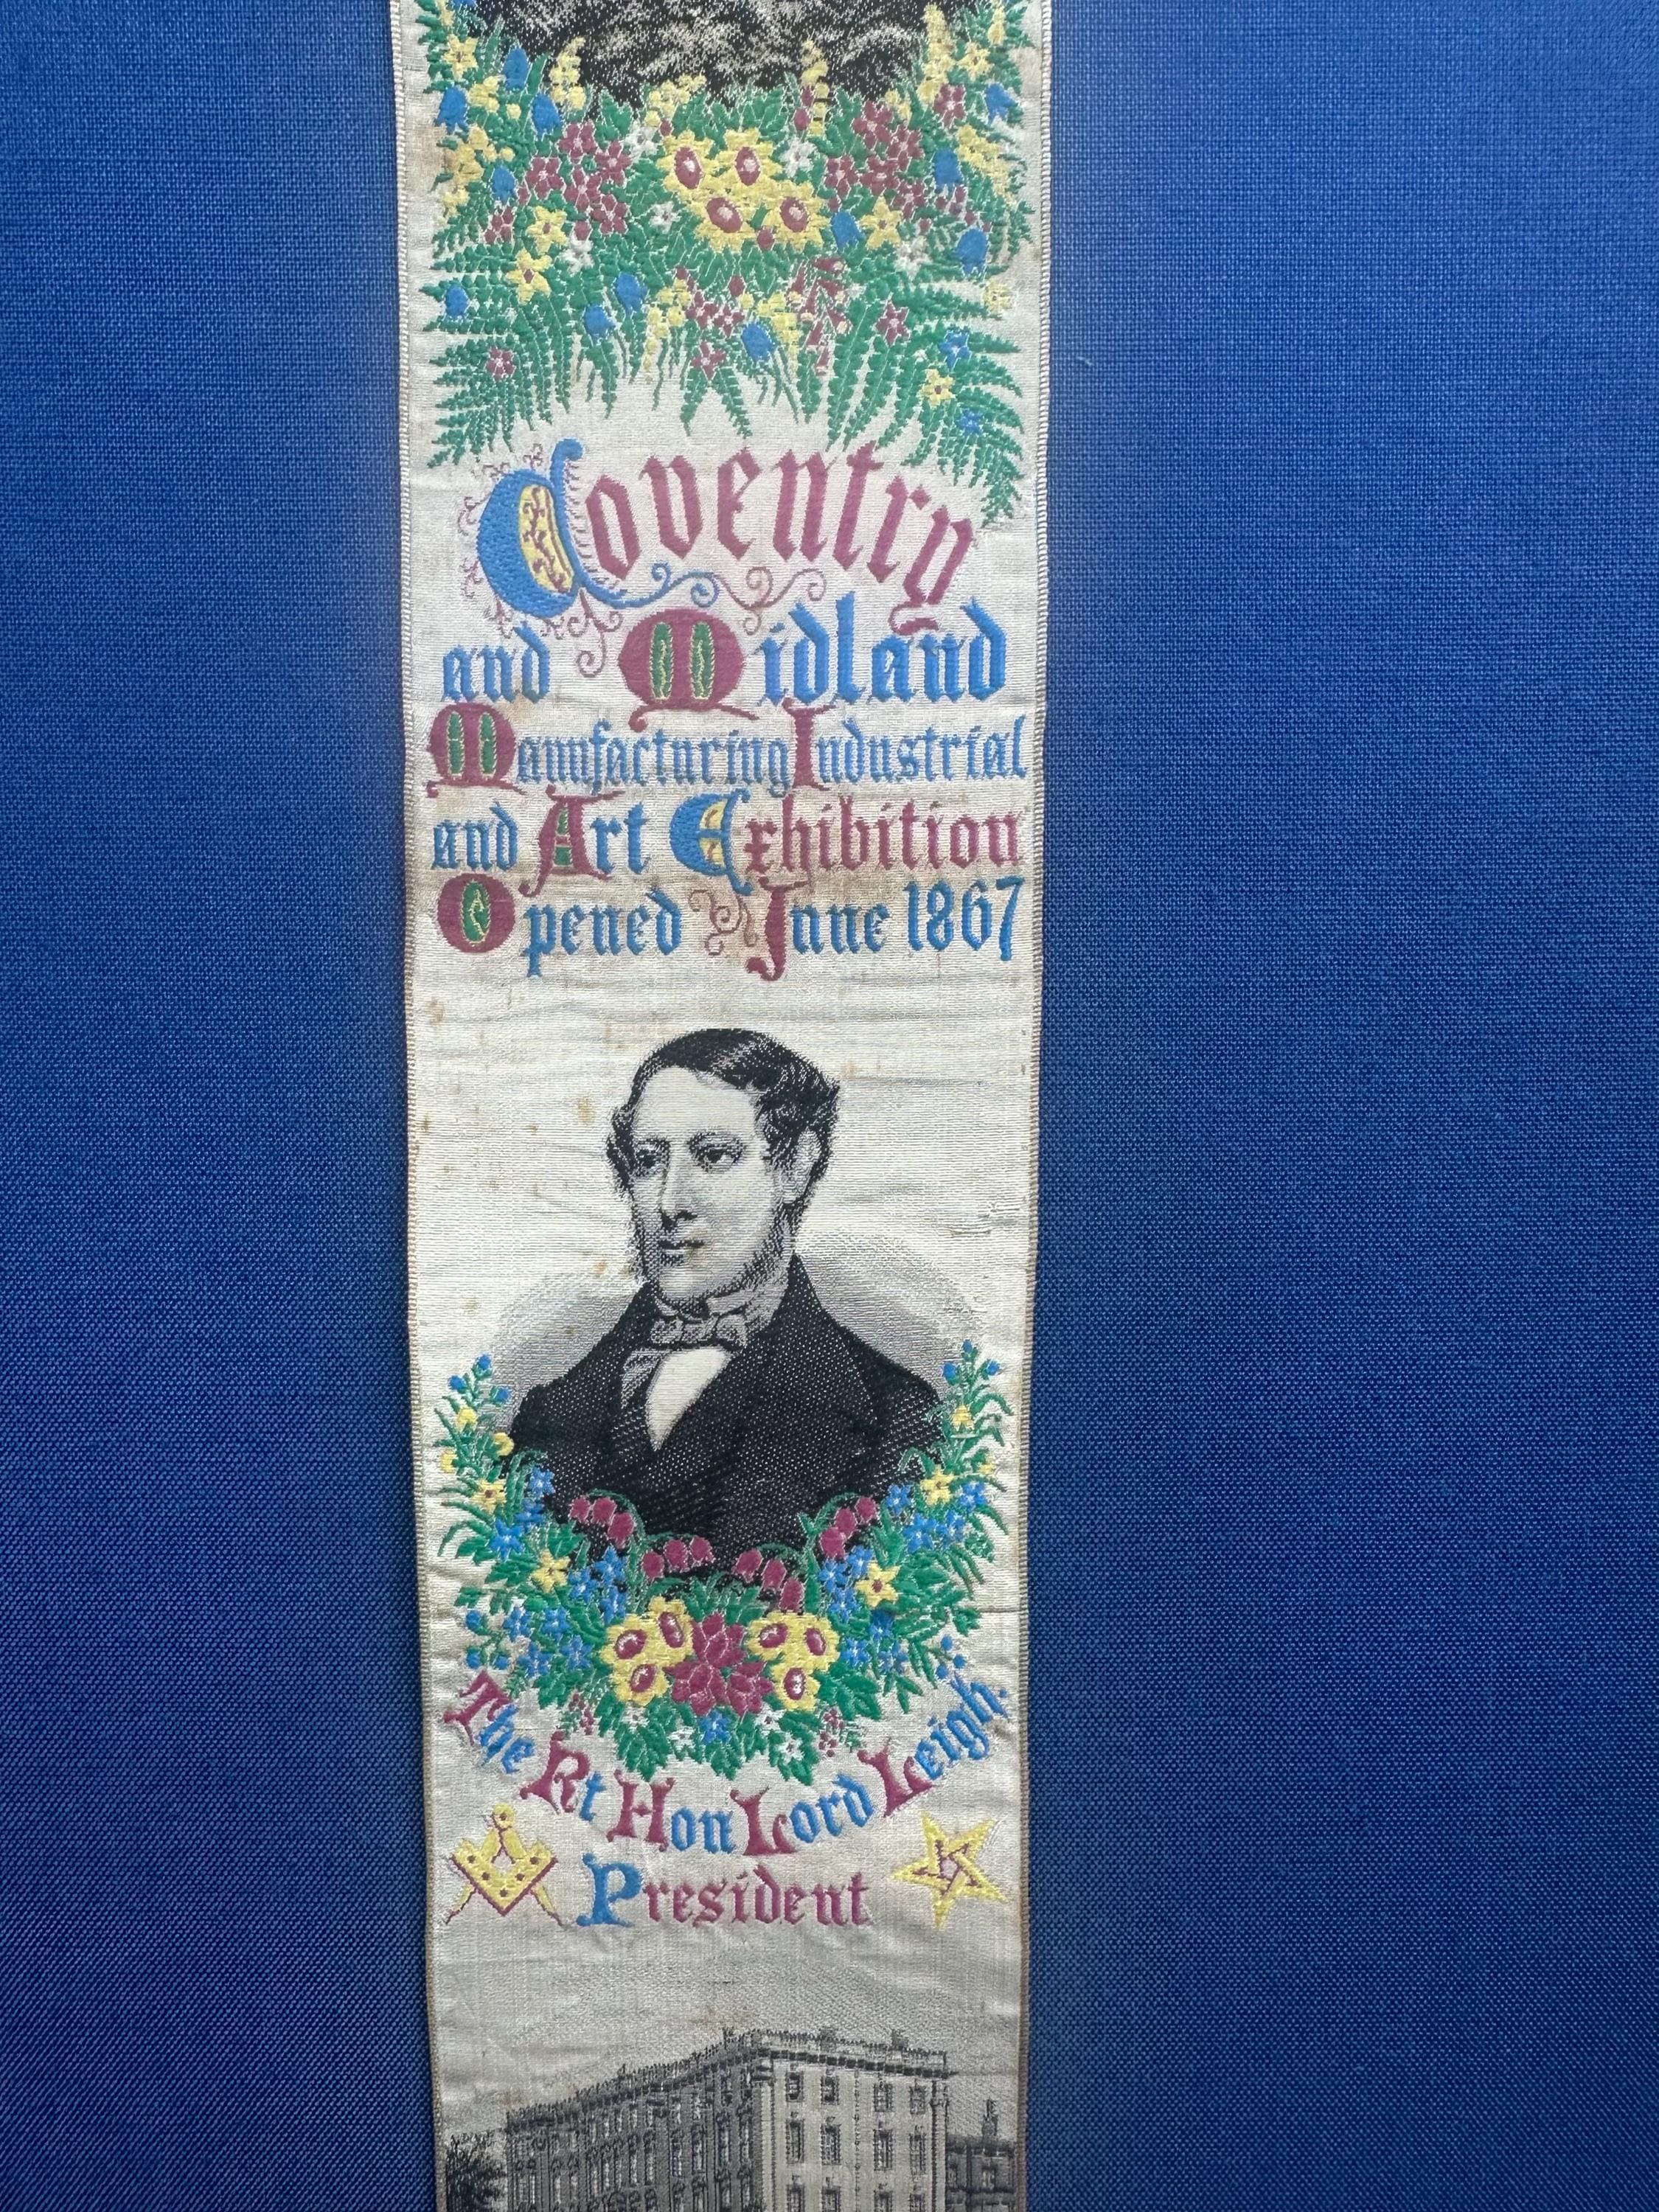 Coventry
and Midland
Manufacturing Industrial
and Art Exhibition
Opened June 1867
The Rt Hon Lord Leigh.
President